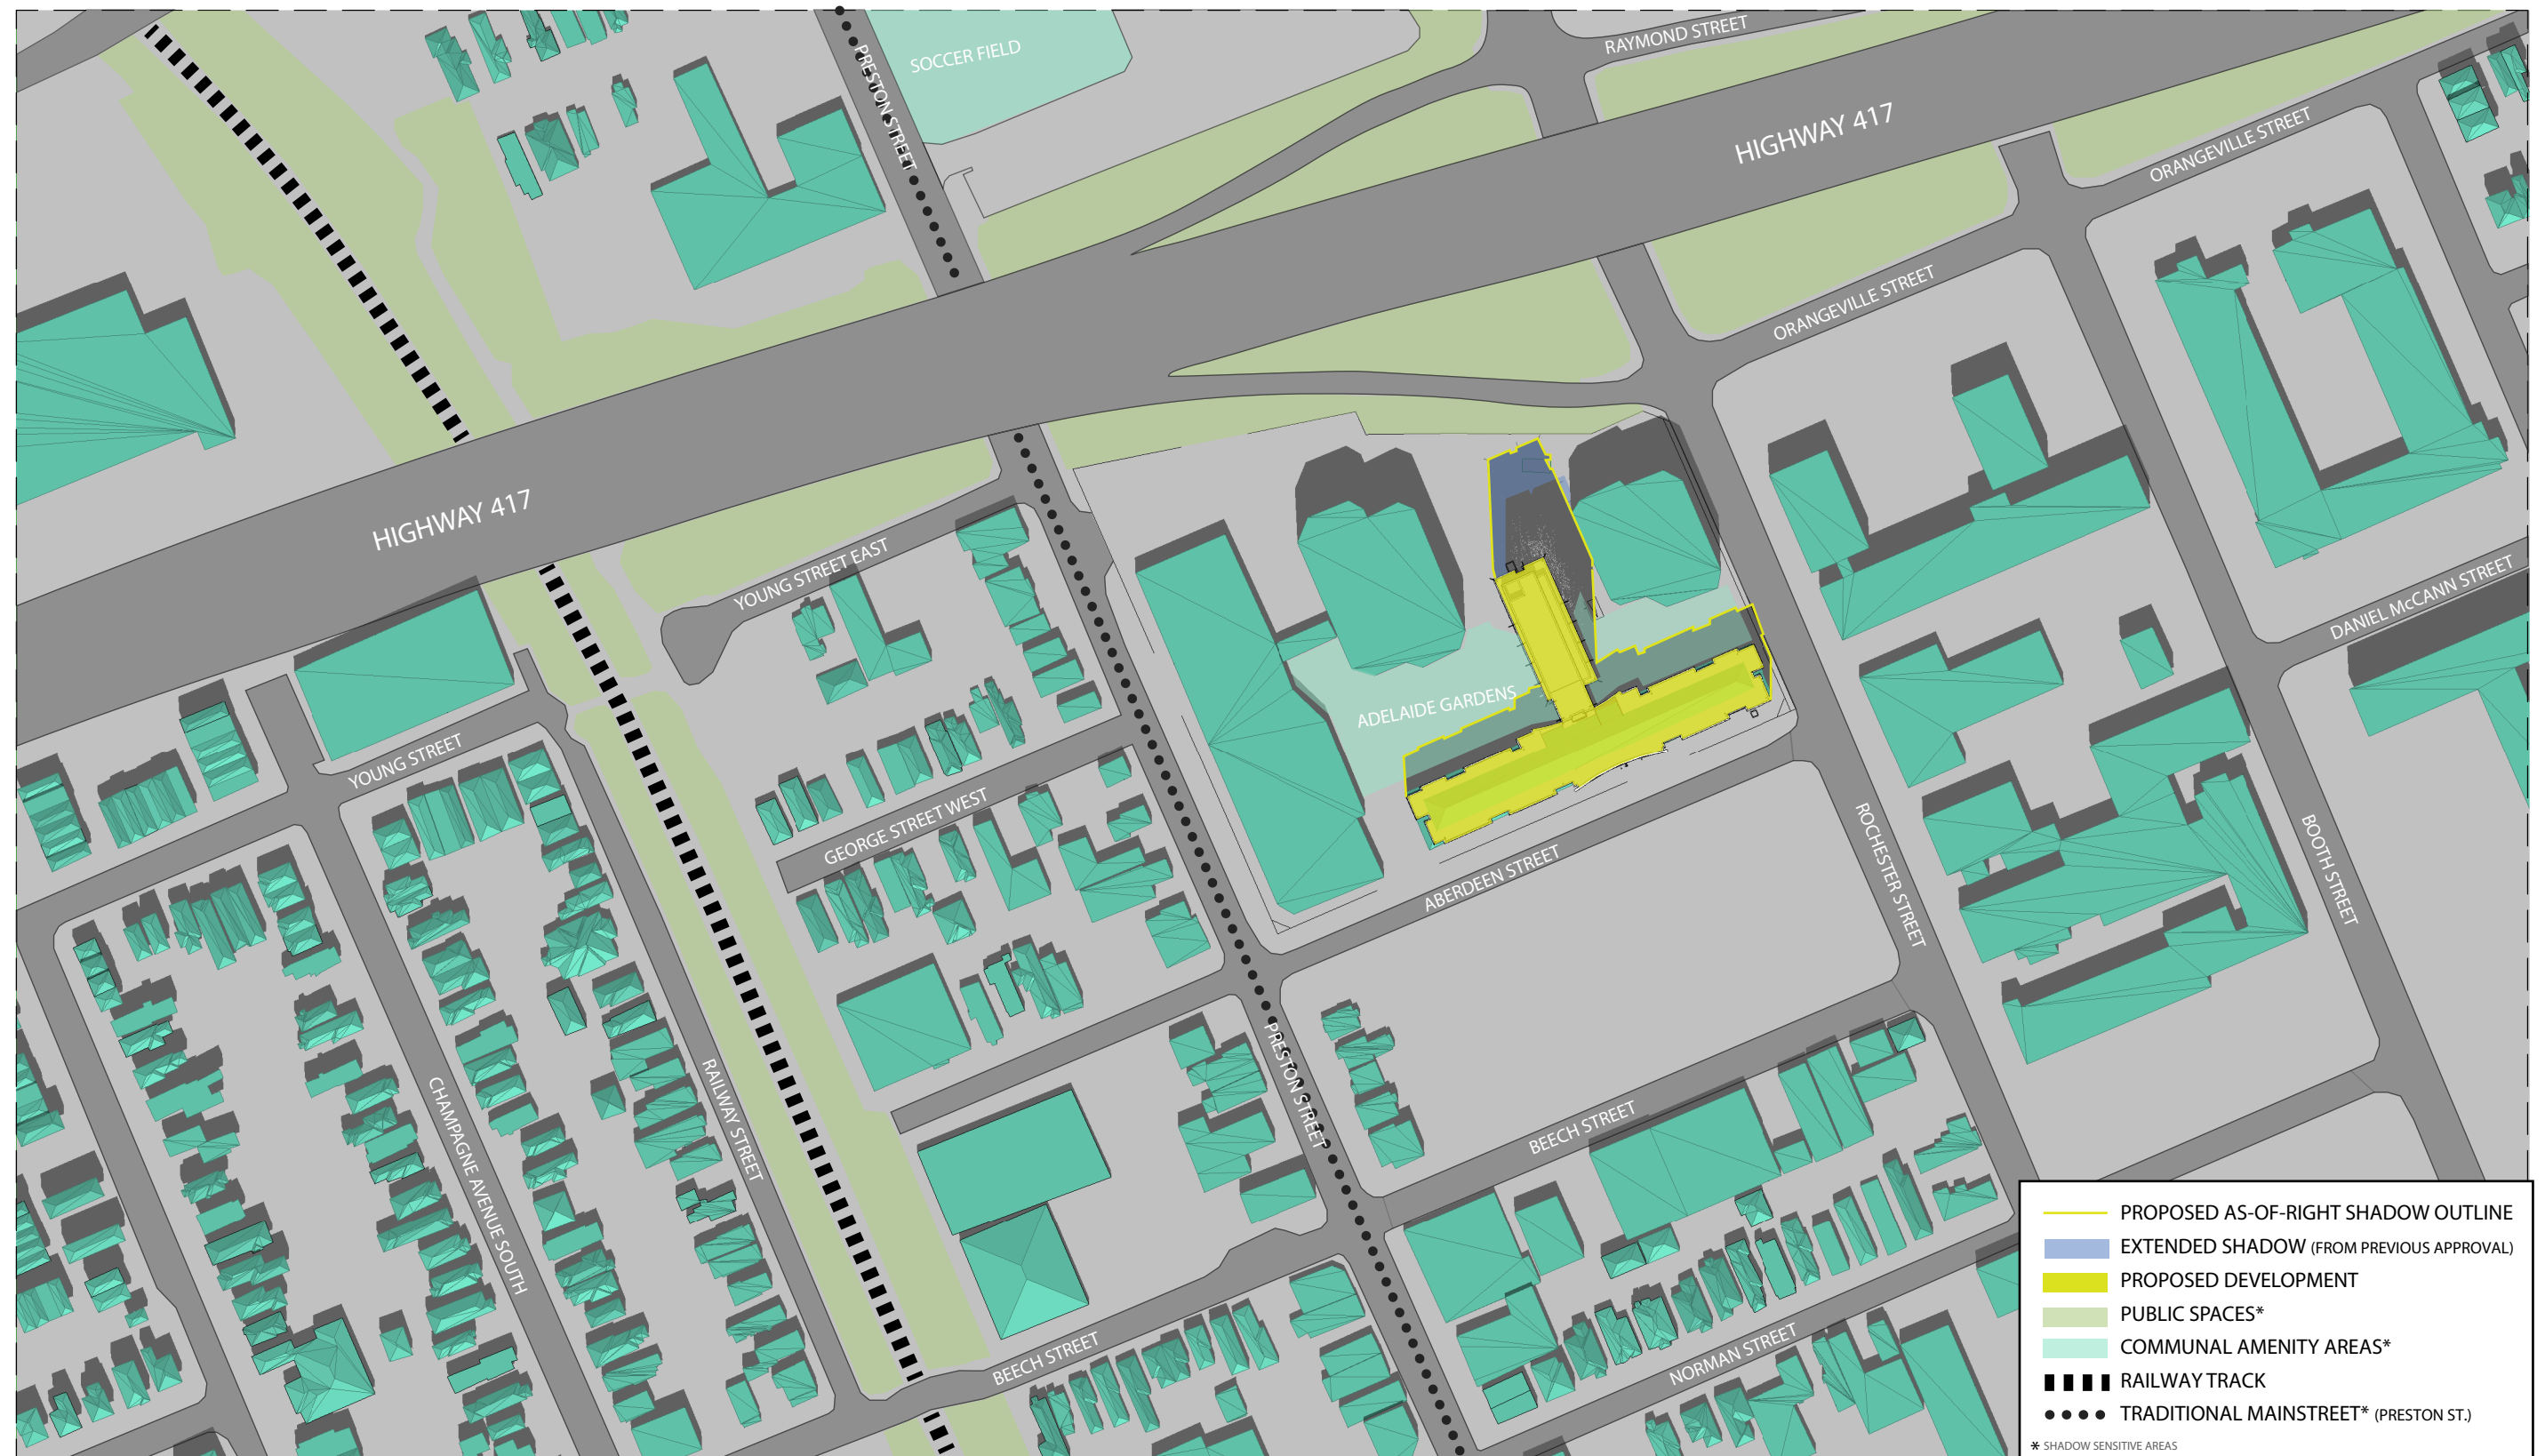 SOCCER FIELD
RAYMOND STREET
PRESTON STREET
HIGHWAY 417
ORANGEVILLE STREET
ORANGEVILLE STREET
HIGHWAY 417
YOUNG STREET EAST
DANIEL McCANN STREET
ADELAIDE GARDENS
YOUNG STREET
GEORGE STREET WEST
ABERDEEN STREET
ROCHESTER STREET
BOOTH STREET
PRESTON STREET
RAILWAY STREET
CHAMPAGNE AVENUE SOUTH
BEECH STREET
BEECH STREET
NORMAN STREET
PROPOSED AS-OF-RIGHT SHADOW OUTLINE
EXTENDED SHADOW (FROM PREVIOUS APPROVAL)
PROPOSED DEVELOPMENT
PUBLIC SPACES*
COMMUNAL AMENITY AREAS*
RAILWAY TRACK
TRADITIONAL MAINSTREET* (PRESTON ST.)
* SHADOW SENSITIVE AREAS